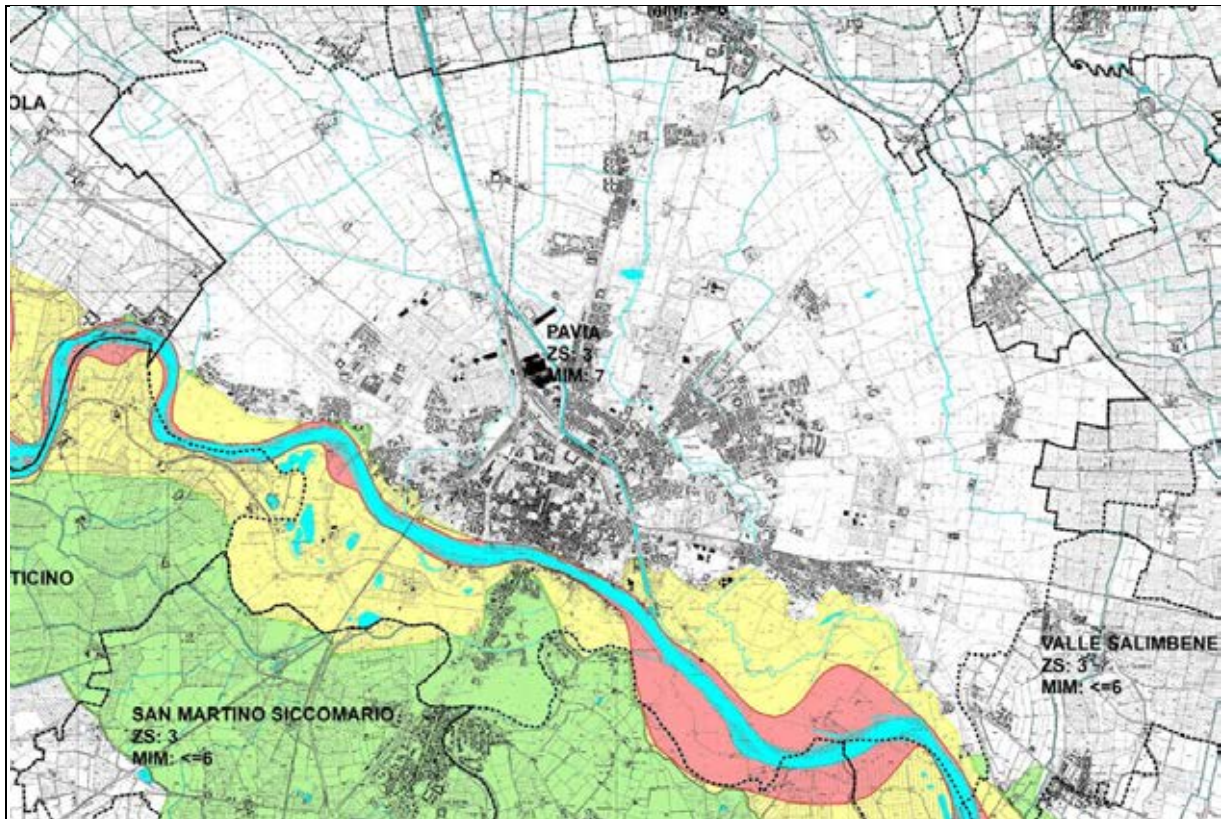 OLA
PAVIA
ZS: 3
MIM: 7
TICINO
VALLE SALIMBENE
ZS: 3
MIM: <=6
SAN MARTINO SICCOMARIO
ZS: 3
MIM: <=6